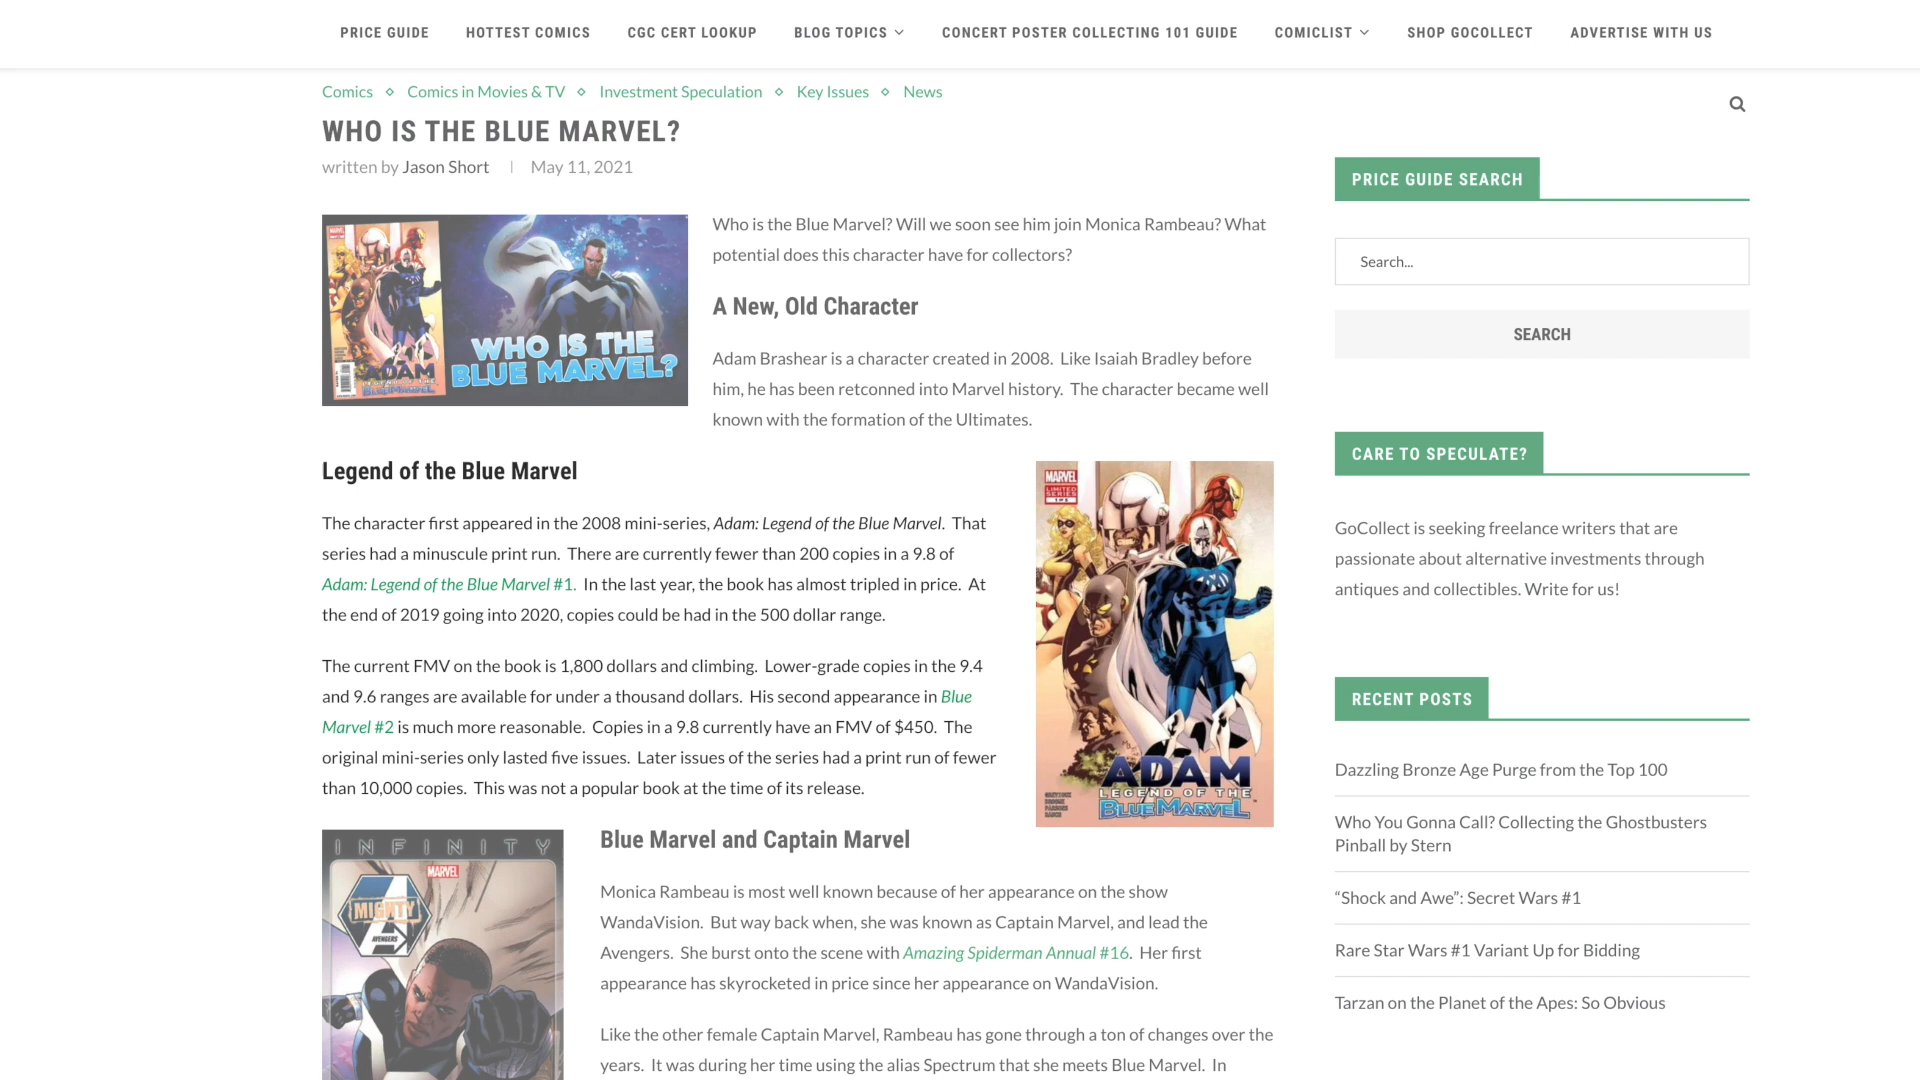 PRICE GUIDE HOTTEST COMICS CGC CERT LOOKUP BLOG TOPICS CONCERT POSTER COLLECTING 101 GUIDE COMICLIST SHOP GOCOLLECT ADVERTISE WITH US
Comics Comics in Movies & TV Investment Speculation Key Issues News
WHO IS THE BLUE MARVEL?
written by Jason Short May 11, 2021
WHO IS THE
BLUE MARVEL?
ADAM
LEGEND OF THE
BLUE MARVEL
Who is the Blue Marvel? Will we soon see him join Monica Rambeau? What
potential does this character have for collectors?
A New, Old Character
Adam Brashear is a character created in 2008. Like Isaiah Bradley before
him, he has been retconned into Marvel history. The character became well
known with the formation of the Ultimates.
Legend of the Blue Marvel
The character first appeared in the 2008 mini-series, Adam: Legend of the Blue Marvel. That
series had a minuscule print run. There are currently fewer than 200 copies in a 9.8 of
Adam: Legend of the Blue Marvel #1. In the last year, the book has almost tripled in price. At
the end of 2019 going into 2020, copies could be had in the 500 dollar range.
The current FMV on the book is 1,800 dollars and climbing. Lower-grade copies in the 9.4
and 9.6 ranges are available for under a thousand dollars. His second appearance in Blue
Marvel #2 is much more reasonable. Copies in a 9.8 currently have an FMV of $450. The
original mini-series only lasted five issues. Later issues of the series had a print run of fewer
than 10,000 copies. This was not a popular book at the time of its release.
MARVEL
LIMITED
SERIES
ADAM
LEGEND OF THE
BLUE MARVEL
INFINITY
MARVEL
MIGHTY
AVENGERS
Blue Marvel and Captain Marvel
Monica Rambeau is most well known because of her appearance on the show
WandaVision. But way back when, she was known as Captain Marvel, and lead the
Avengers. She burst onto the scene with Amazing Spiderman Annual #16. Her first
appearance has skyrocketed in price since her appearance on WandaVision.
Like the other female Captain Marvel, Rambeau has gone through a ton of changes over the
years. It was during her time using the alias Spectrum that she meets Blue Marvel. In
PRICE GUIDE SEARCH
Search...
SEARCH
CARE TO SPECULATE?
GoCollect is seeking freelance writers that are
passionate about alternative investments through
antiques and collectibles. Write for us!
RECENT POSTS
Dazzling Bronze Age Purge from the Top 100
Who You Gonna Call? Collecting the Ghostbusters
Pinball by Stern
“Shock and Awe”: Secret Wars #1
Rare Star Wars #1 Variant Up for Bidding
Tarzan on the Planet of the Apes: So Obvious